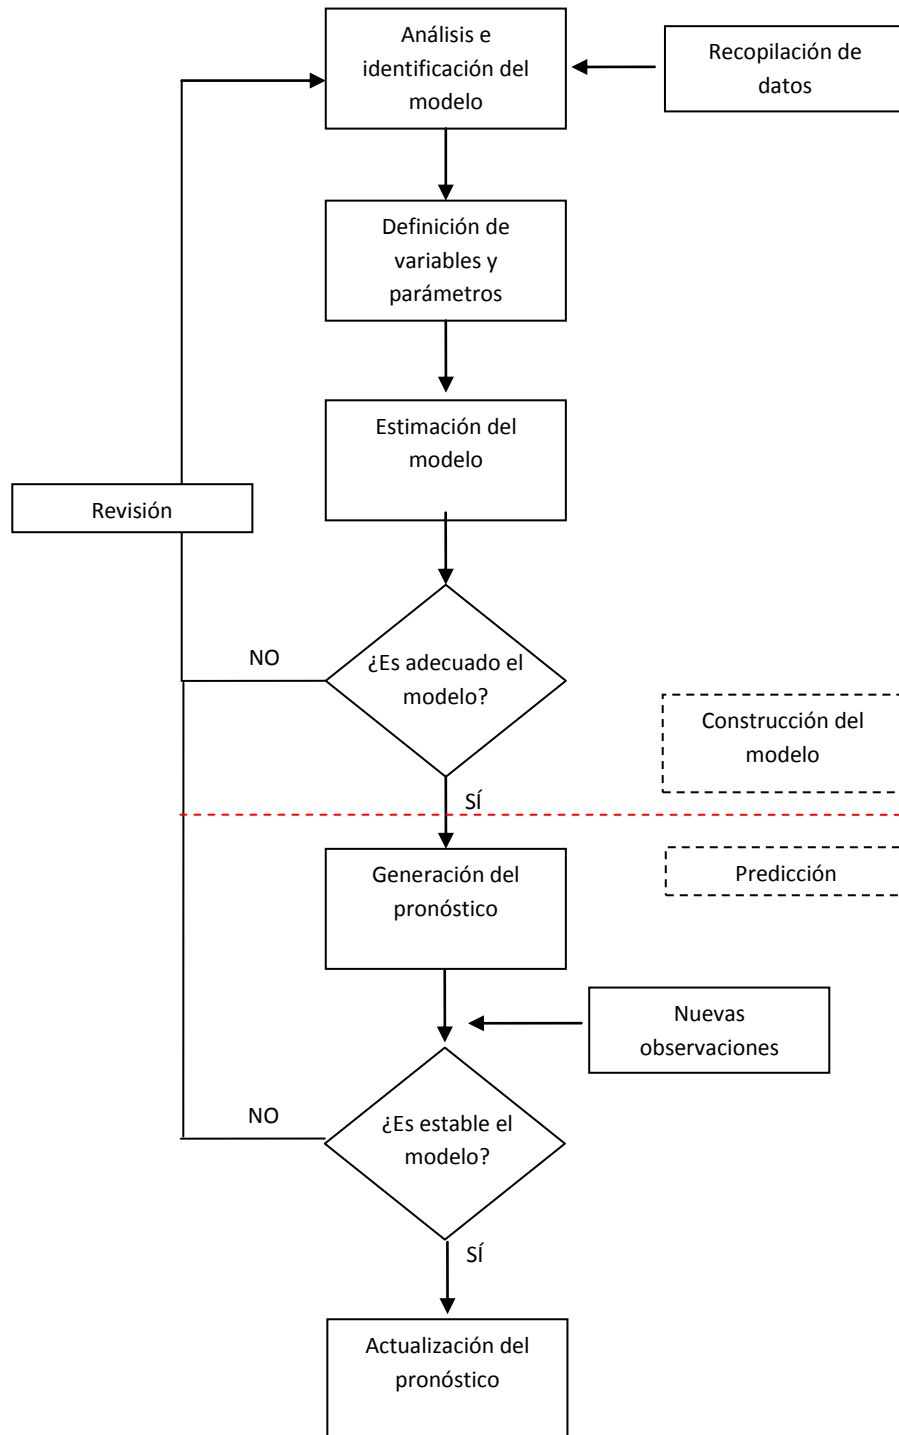 Análisis e
identificación del
modelo
Recopilación de
datos
Definición de
variables y
parámetros
Estimación del
modelo
Revisión
NO
¿Es adecuado el
modelo?
Construcción del
modelo
SÍ
Generación del
pronóstico
Predicción
Nuevas
observaciones
NO
¿Es estable el
modelo?
SÍ
Actualización del
pronóstico